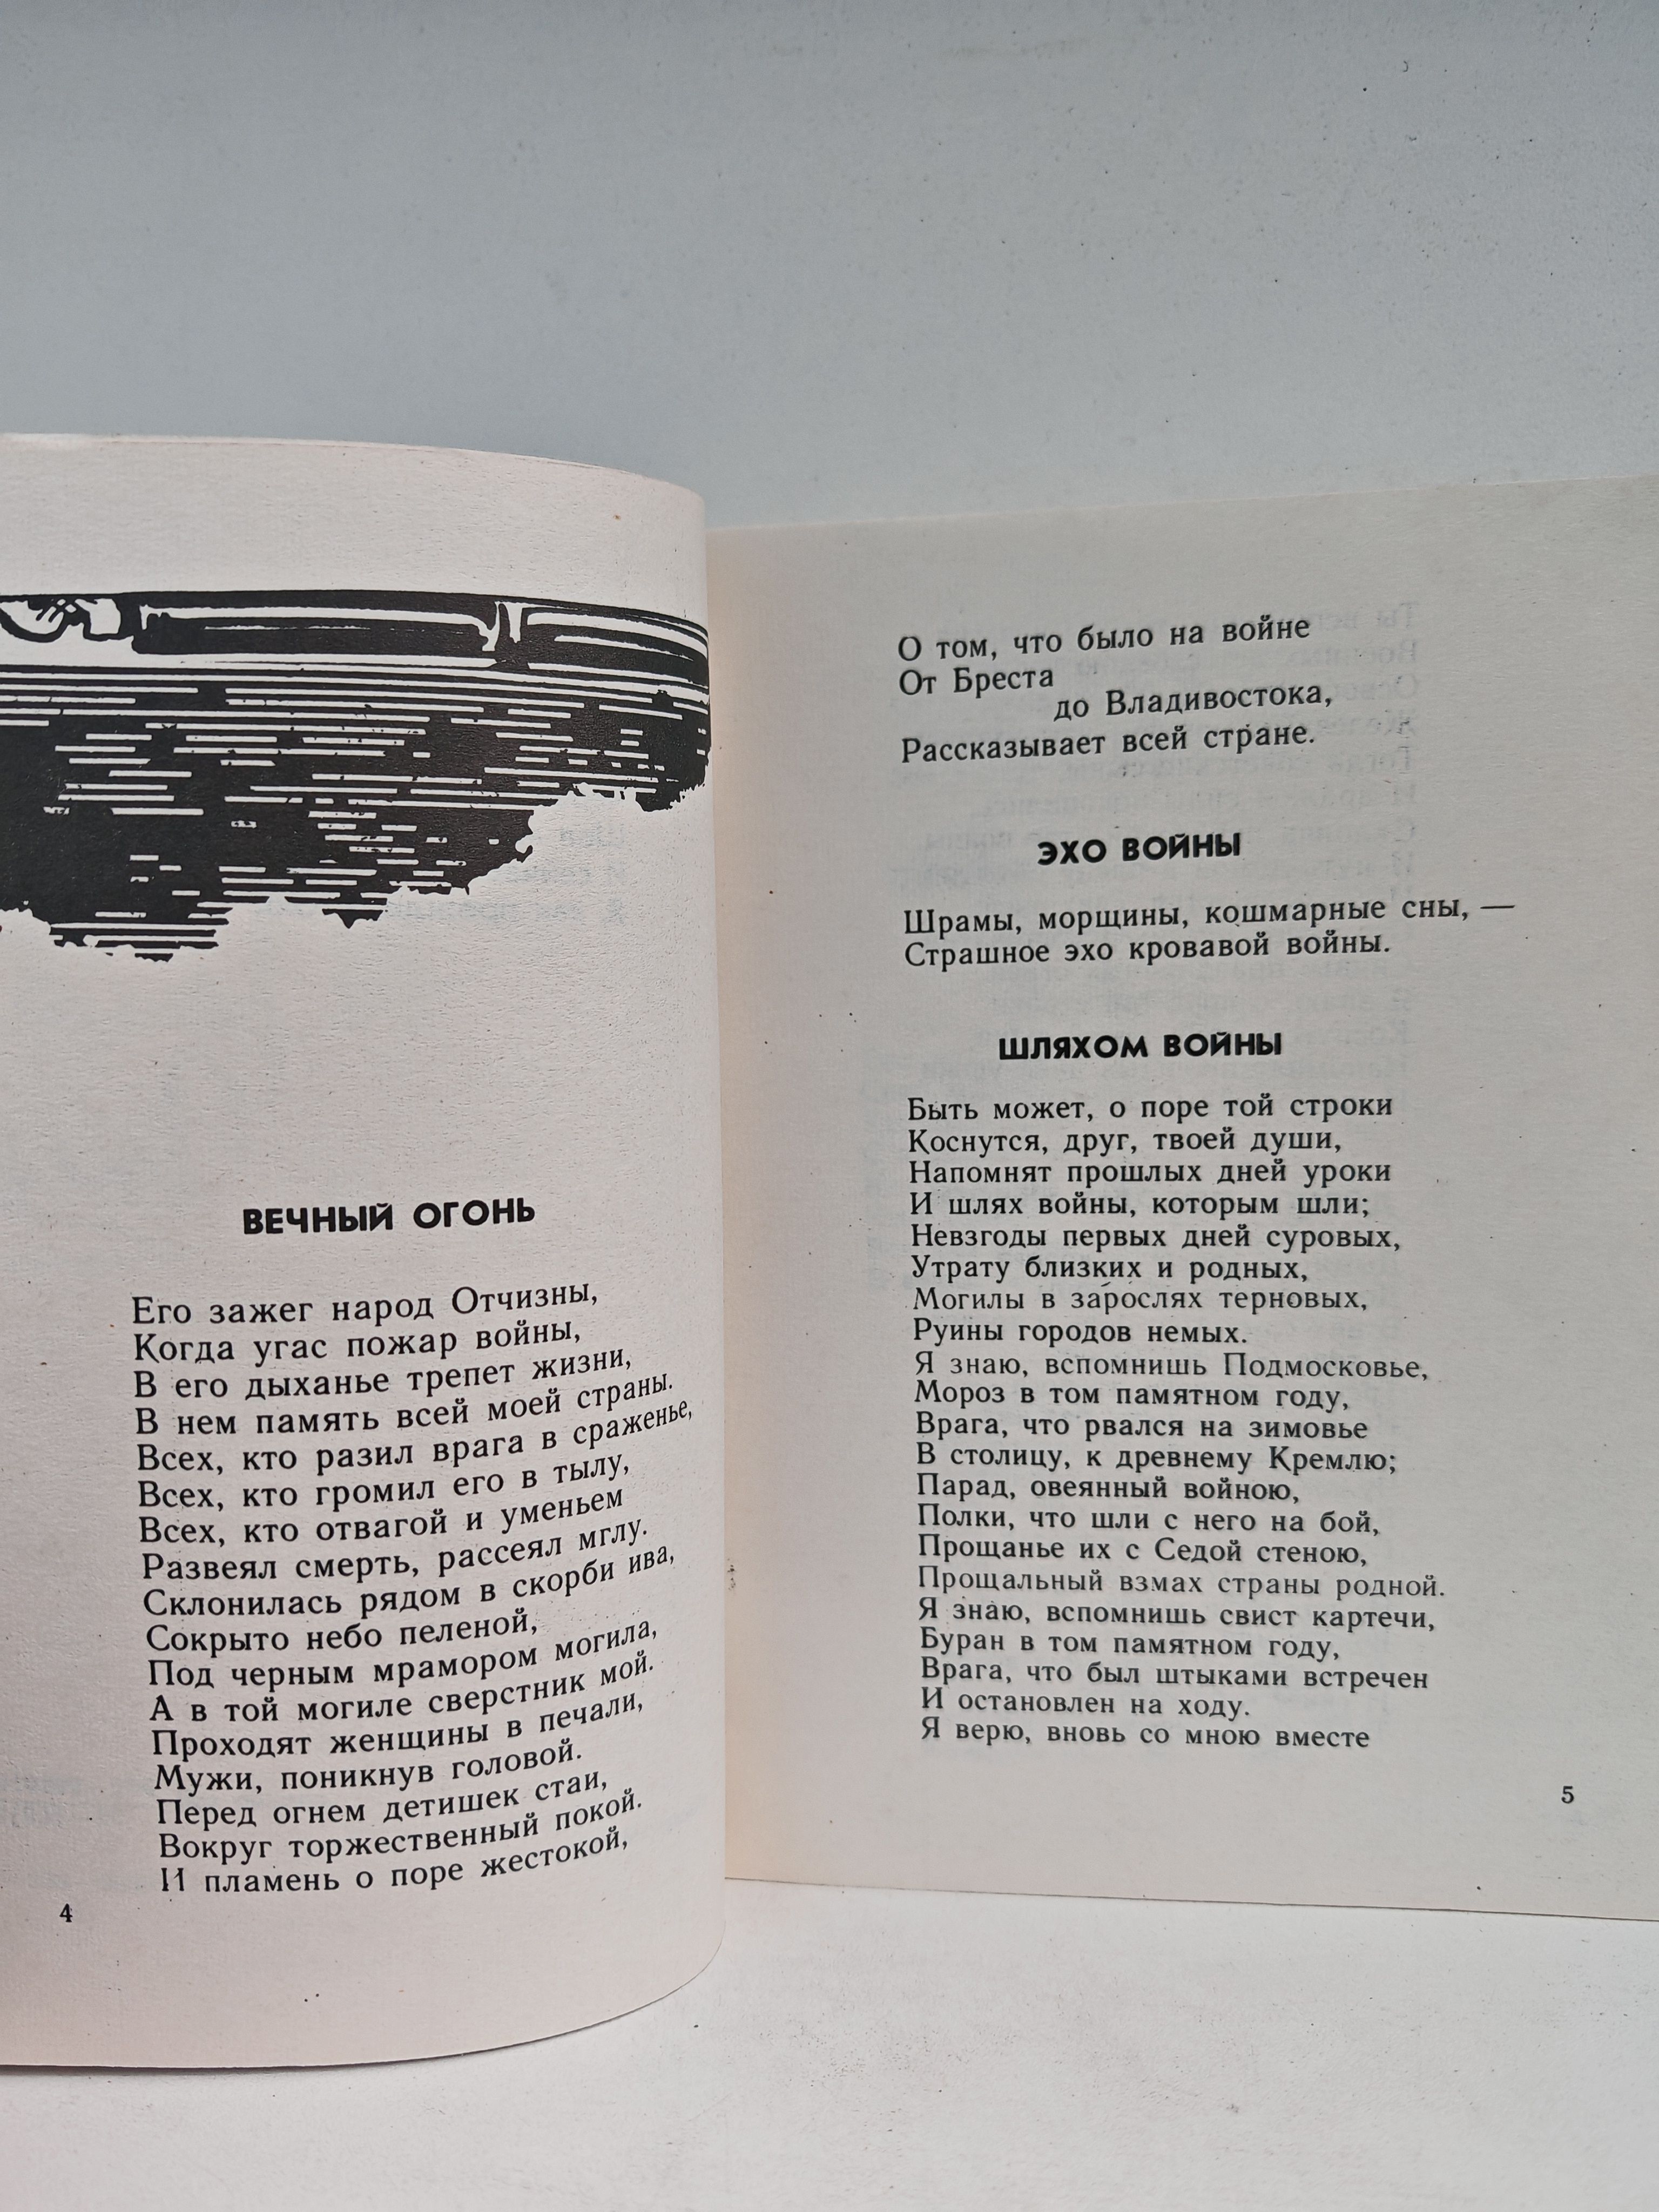 ВЕЧНЫЙ ОГОНЬ
Его зажег народ Отчизны,
Когда угас пожар войны,
В его дыханье трепет жизни,
В нем память всей моей страны.
Всех, кто разил врага в сраженье,
Всех, кто громил его в тылу,
Всех, кто отвагой и уменьем
Развеял смерть, рассеял мглу.
Склонилась рядом в скорби ива,
Сокрыто небо пеленой,
Под черным мрамором могила,
А в той могиле сверстник мой.
Проходят женщины в печали,
Мужи, поникнув головой.
Перед огнем детишек стаи,
Вокруг торжественный покой.
И пламень о поре жестокой,
4
О том, что было на войне
От Бреста
до Владивостока,
Рассказывает всей стране.
ЭХО ВОЙНЫ
Шрамы, морщины, кошмарные сны, —
Страшное эхо кровавой войны.
ШЛЯХОМ ВОЙНЫ
Быть может, о поре той строки
Коснутся, друг, твоей души,
Напомнят прошлых дней уроки
И шлях войны, которым шли;
Невзгоды первых дней суровых,
Утрату близких и родных,
Могилы в зарослях терновых,
Руины городов немых.
Я знаю, вспомнишь Подмосковье,
Мороз в том памятном году,
Врага, что рвался на зимовье
В столицу, к древнему Кремлю;
Парад, овеянный войною,
Полки, что шли с него на бой,
Прощанье их с Седой стеною,
Прощальный взмах страны родной.
Я знаю, вспомнишь свист картечи,
Буран в том памятном году,
Врага, что был штыками встречен
И остановлен на ходу.
Я верю, вновь со мною вместе
5